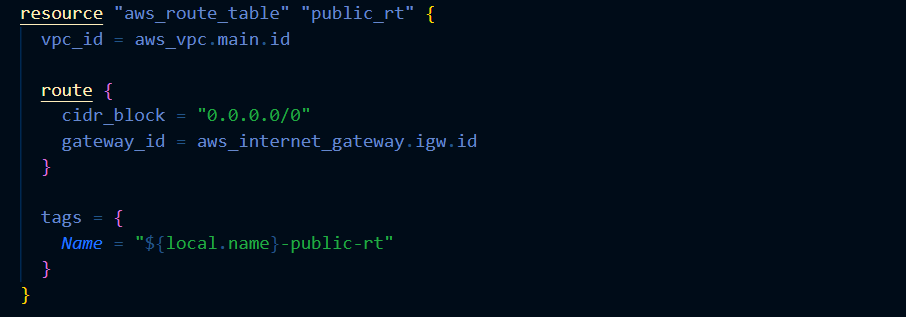 resource "aws_route_table" "public_rt" {
  vpc_id = aws_vpc.main.id

  route {
    cidr_block = "0.0.0.0/0"
    gateway_id = aws_internet_gateway.igw.id
  }

  tags = {
    Name = "${local.name}-public-rt"
  }
}